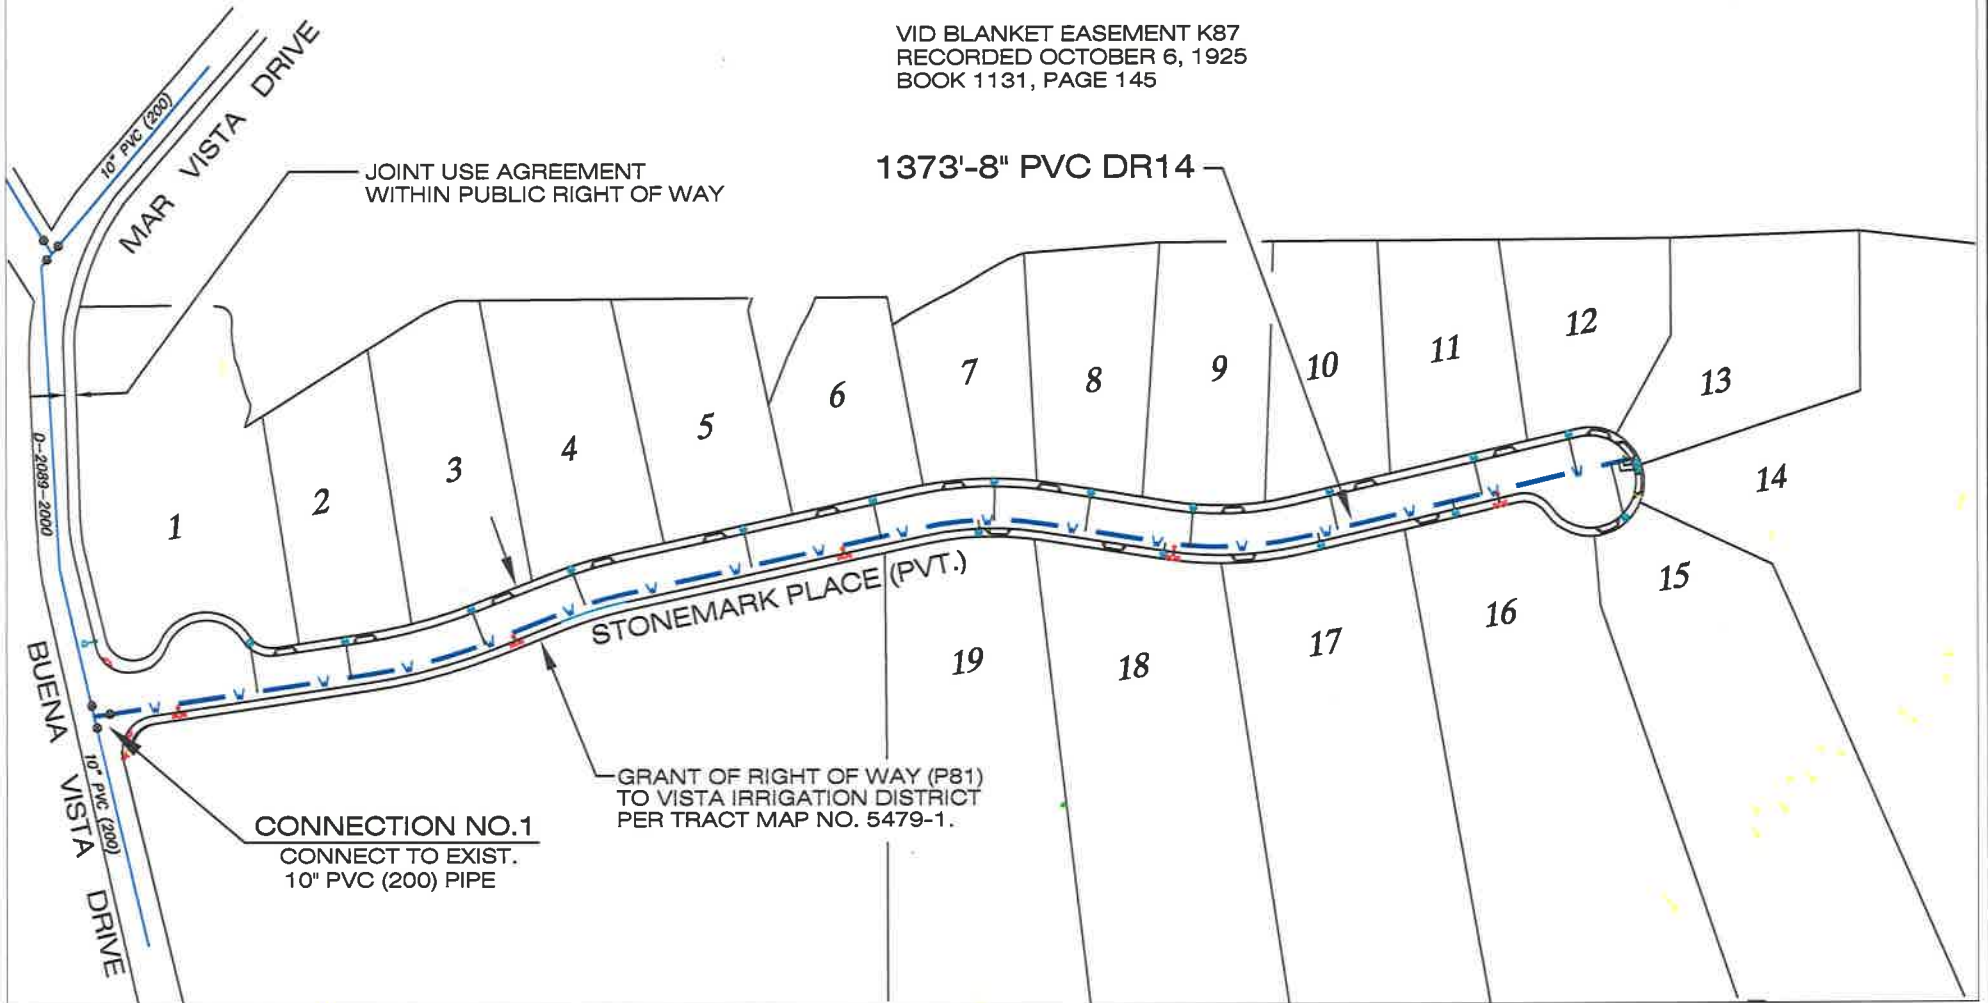 VID BLANKET EASEMENT K87
RECORDED OCTOBER 6, 1925
BOOK 1131, PAGE 145
10" PVC (200)
MAR VISTA DRIVE
JOINT USE AGREEMENT
WITHIN PUBLIC RIGHT OF WAY
1373'-8" PVC DR14
1
2
3
4
5
6
7
8
9
10
11
12
13
14
15
16
17
18
19
D-2089-2000
W W W W W W W W W W W W W W W W
STONEMARK PLACE (PVT.)
BUENA VISTA DRIVE
10" PVC (200)
GRANT OF RIGHT OF WAY (P81)
TO VISTA IRRIGATION DISTRICT
PER TRACT MAP NO. 5479-1.
CONNECTION NO.1
CONNECT TO EXIST.
10" PVC (200) PIPE